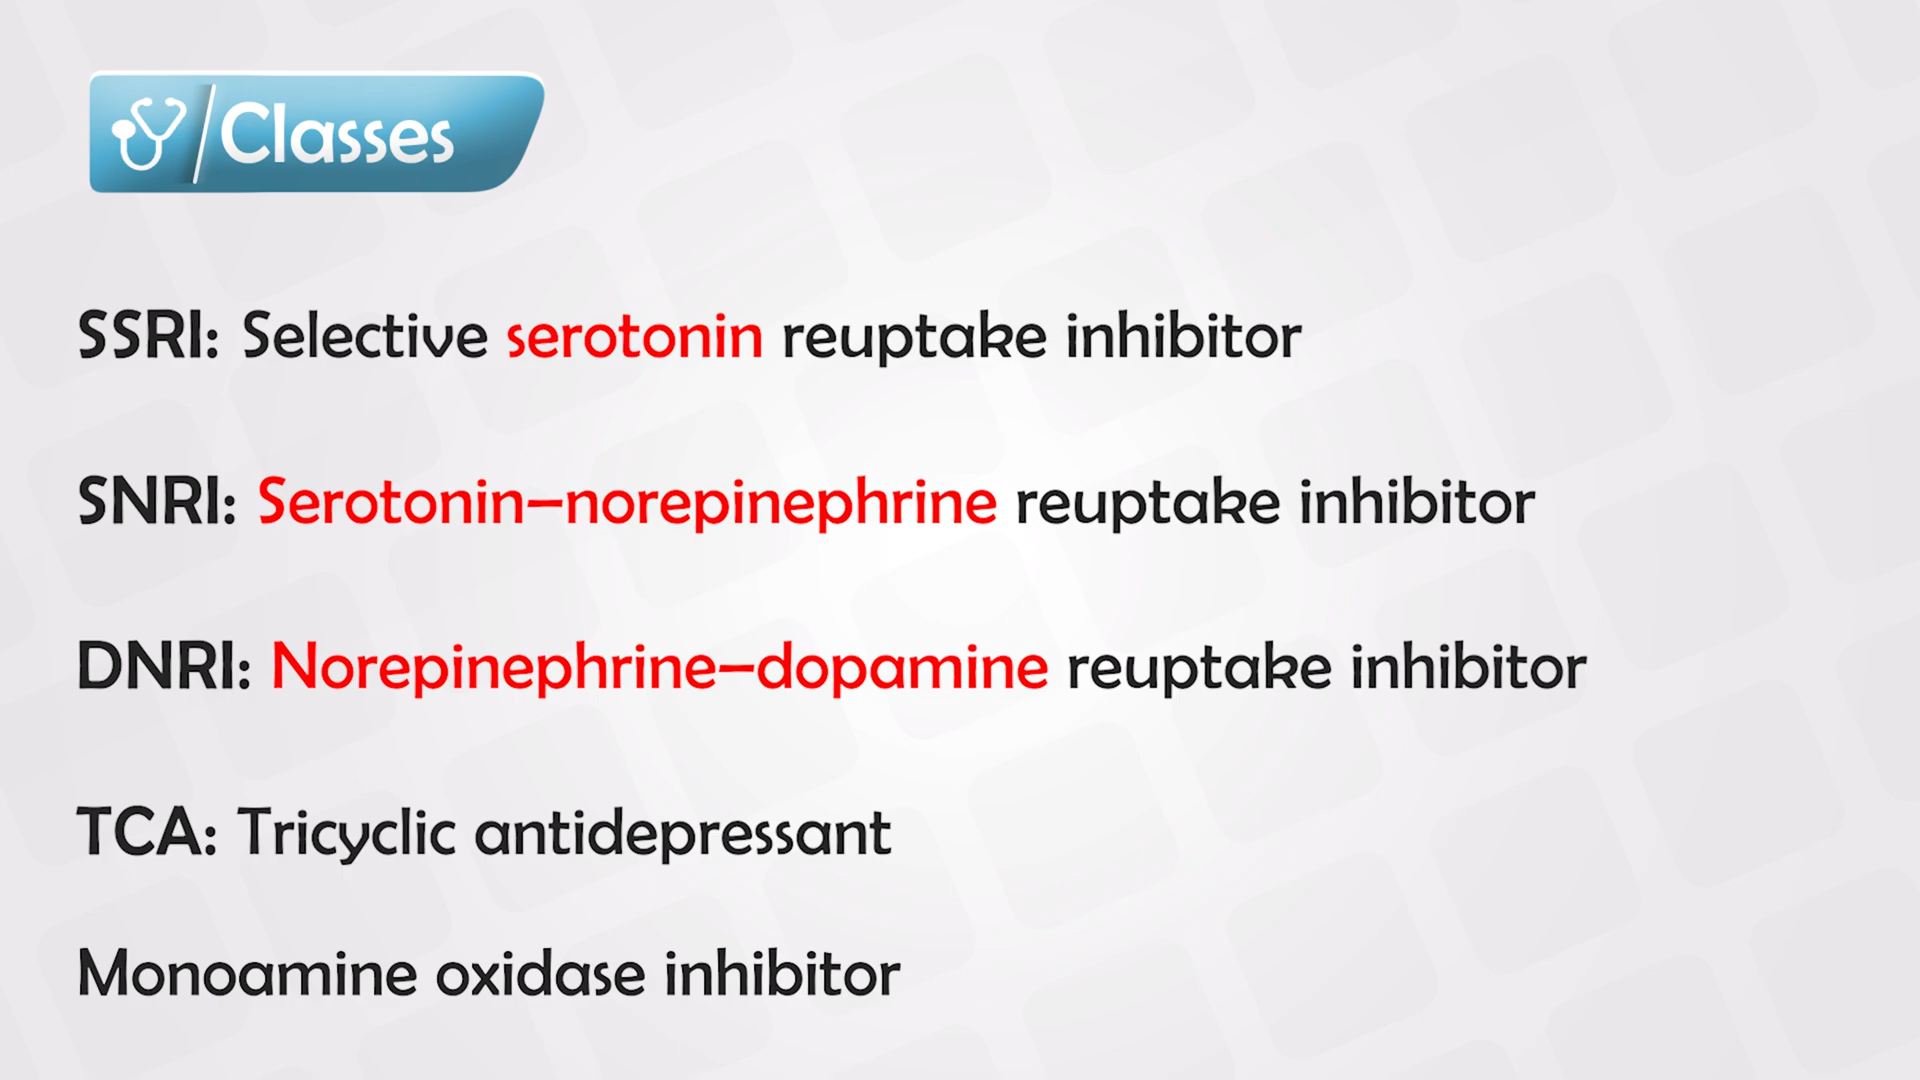 Classes
SSRI: Selective serotonin reuptake inhibitor
SNRI: Serotonin–norepinephrine reuptake inhibitor
DNRI: Norepinephrine–dopamine reuptake inhibitor
TCA: Tricyclic antidepressant
Monoamine oxidase inhibitor